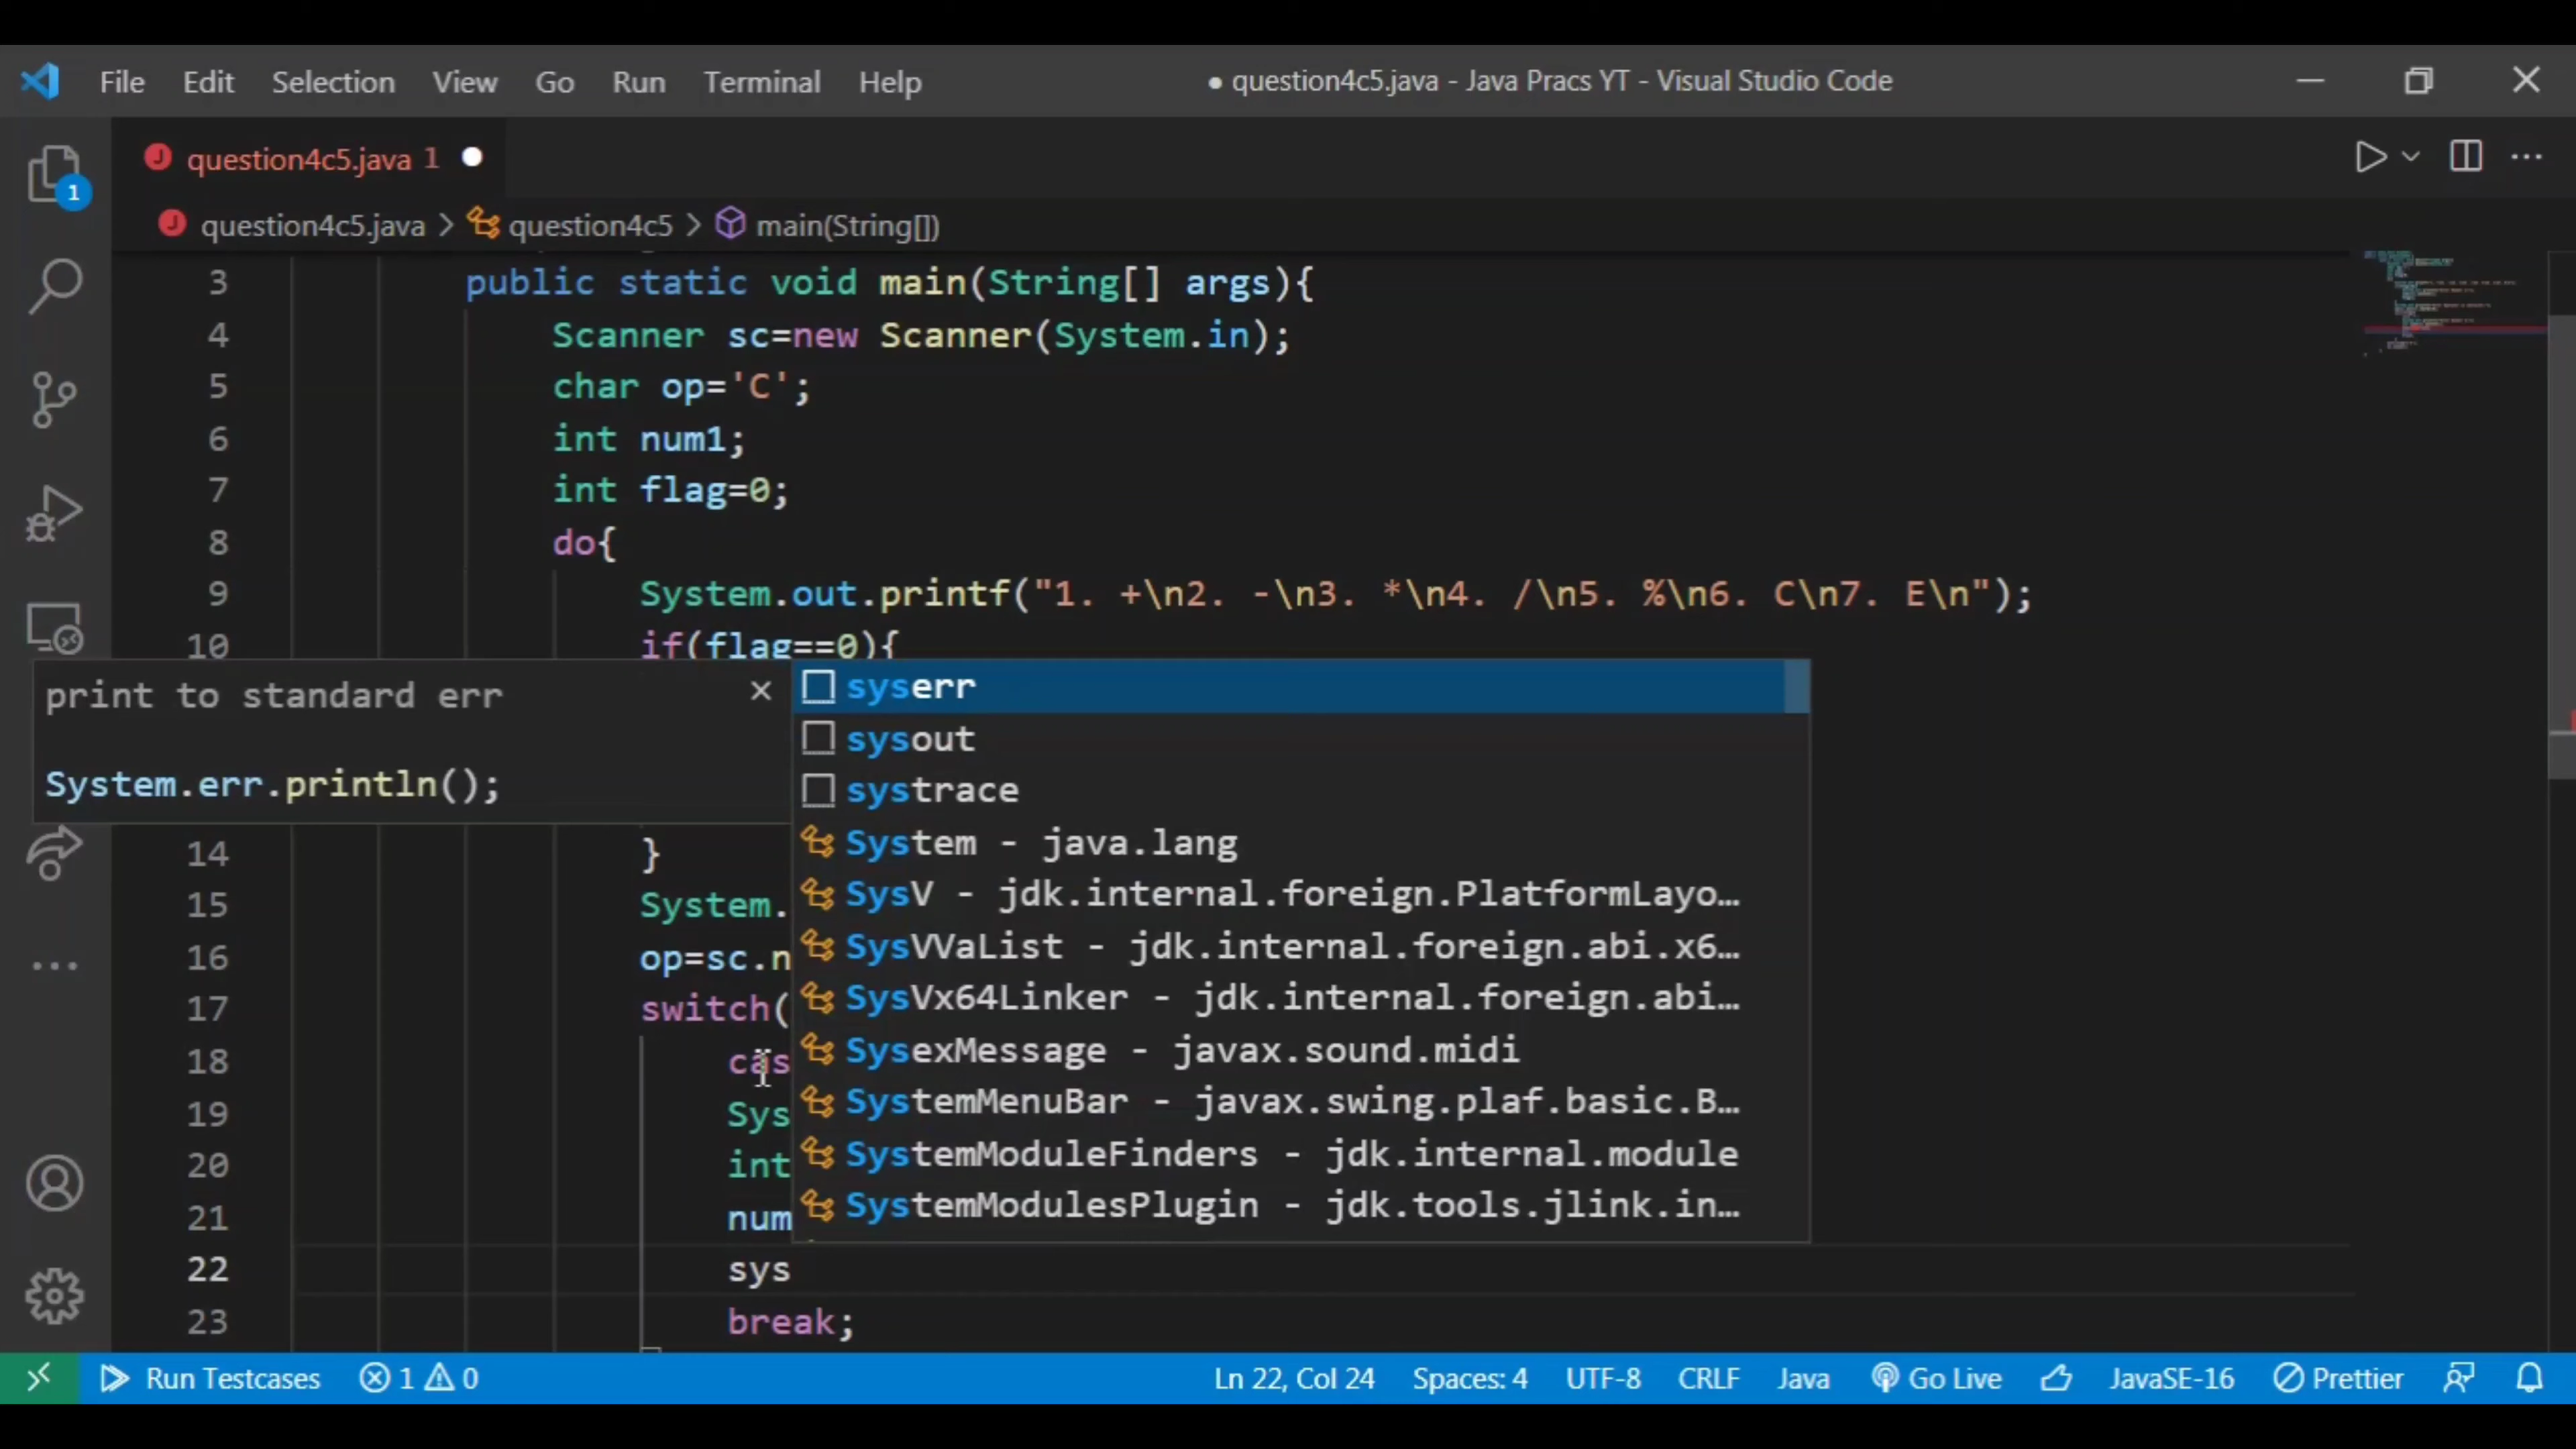 File Edit Selection View Go Run Terminal Help
● question4c5.java - Java Pracs YT - Visual Studio Code
1
J question4c5.java 1 ●
J question4c5.java > question4c5 > main(String[])
3 public static void main(String[] args){
4 Scanner sc=new Scanner(System.in);
5 char op='C';
6 int num1;
7 int flag=0;
8 do{
9 System.out.printf("1. +\n2. -\n3. *\n4. /\n5. %\n6. C\n7. E\n");
10 if(flag==0){
print to standard err
System.err.println();
syserr
sysout
systrace
System - java.lang
SysV - jdk.internal.foreign.PlatformLayo…
SysVVaList - jdk.internal.foreign.abi.x6…
SysVx64Linker - jdk.internal.foreign.abi…
SysexMessage - javax.sound.midi
SystemMenuBar - javax.swing.plaf.basic.B…
SystemModuleFinders - jdk.internal.module
SystemModulesPlugin - jdk.tools.jlink.in…
14 }
15 System.
16 op=sc.n
17 switch(
18 cas
19 Sys
20 int
21 num
22 sys
23 break;
Run Testcases 1 0
Ln 22, Col 24 Spaces: 4 UTF-8 CRLF Java Go Live JavaSE-16 Prettier